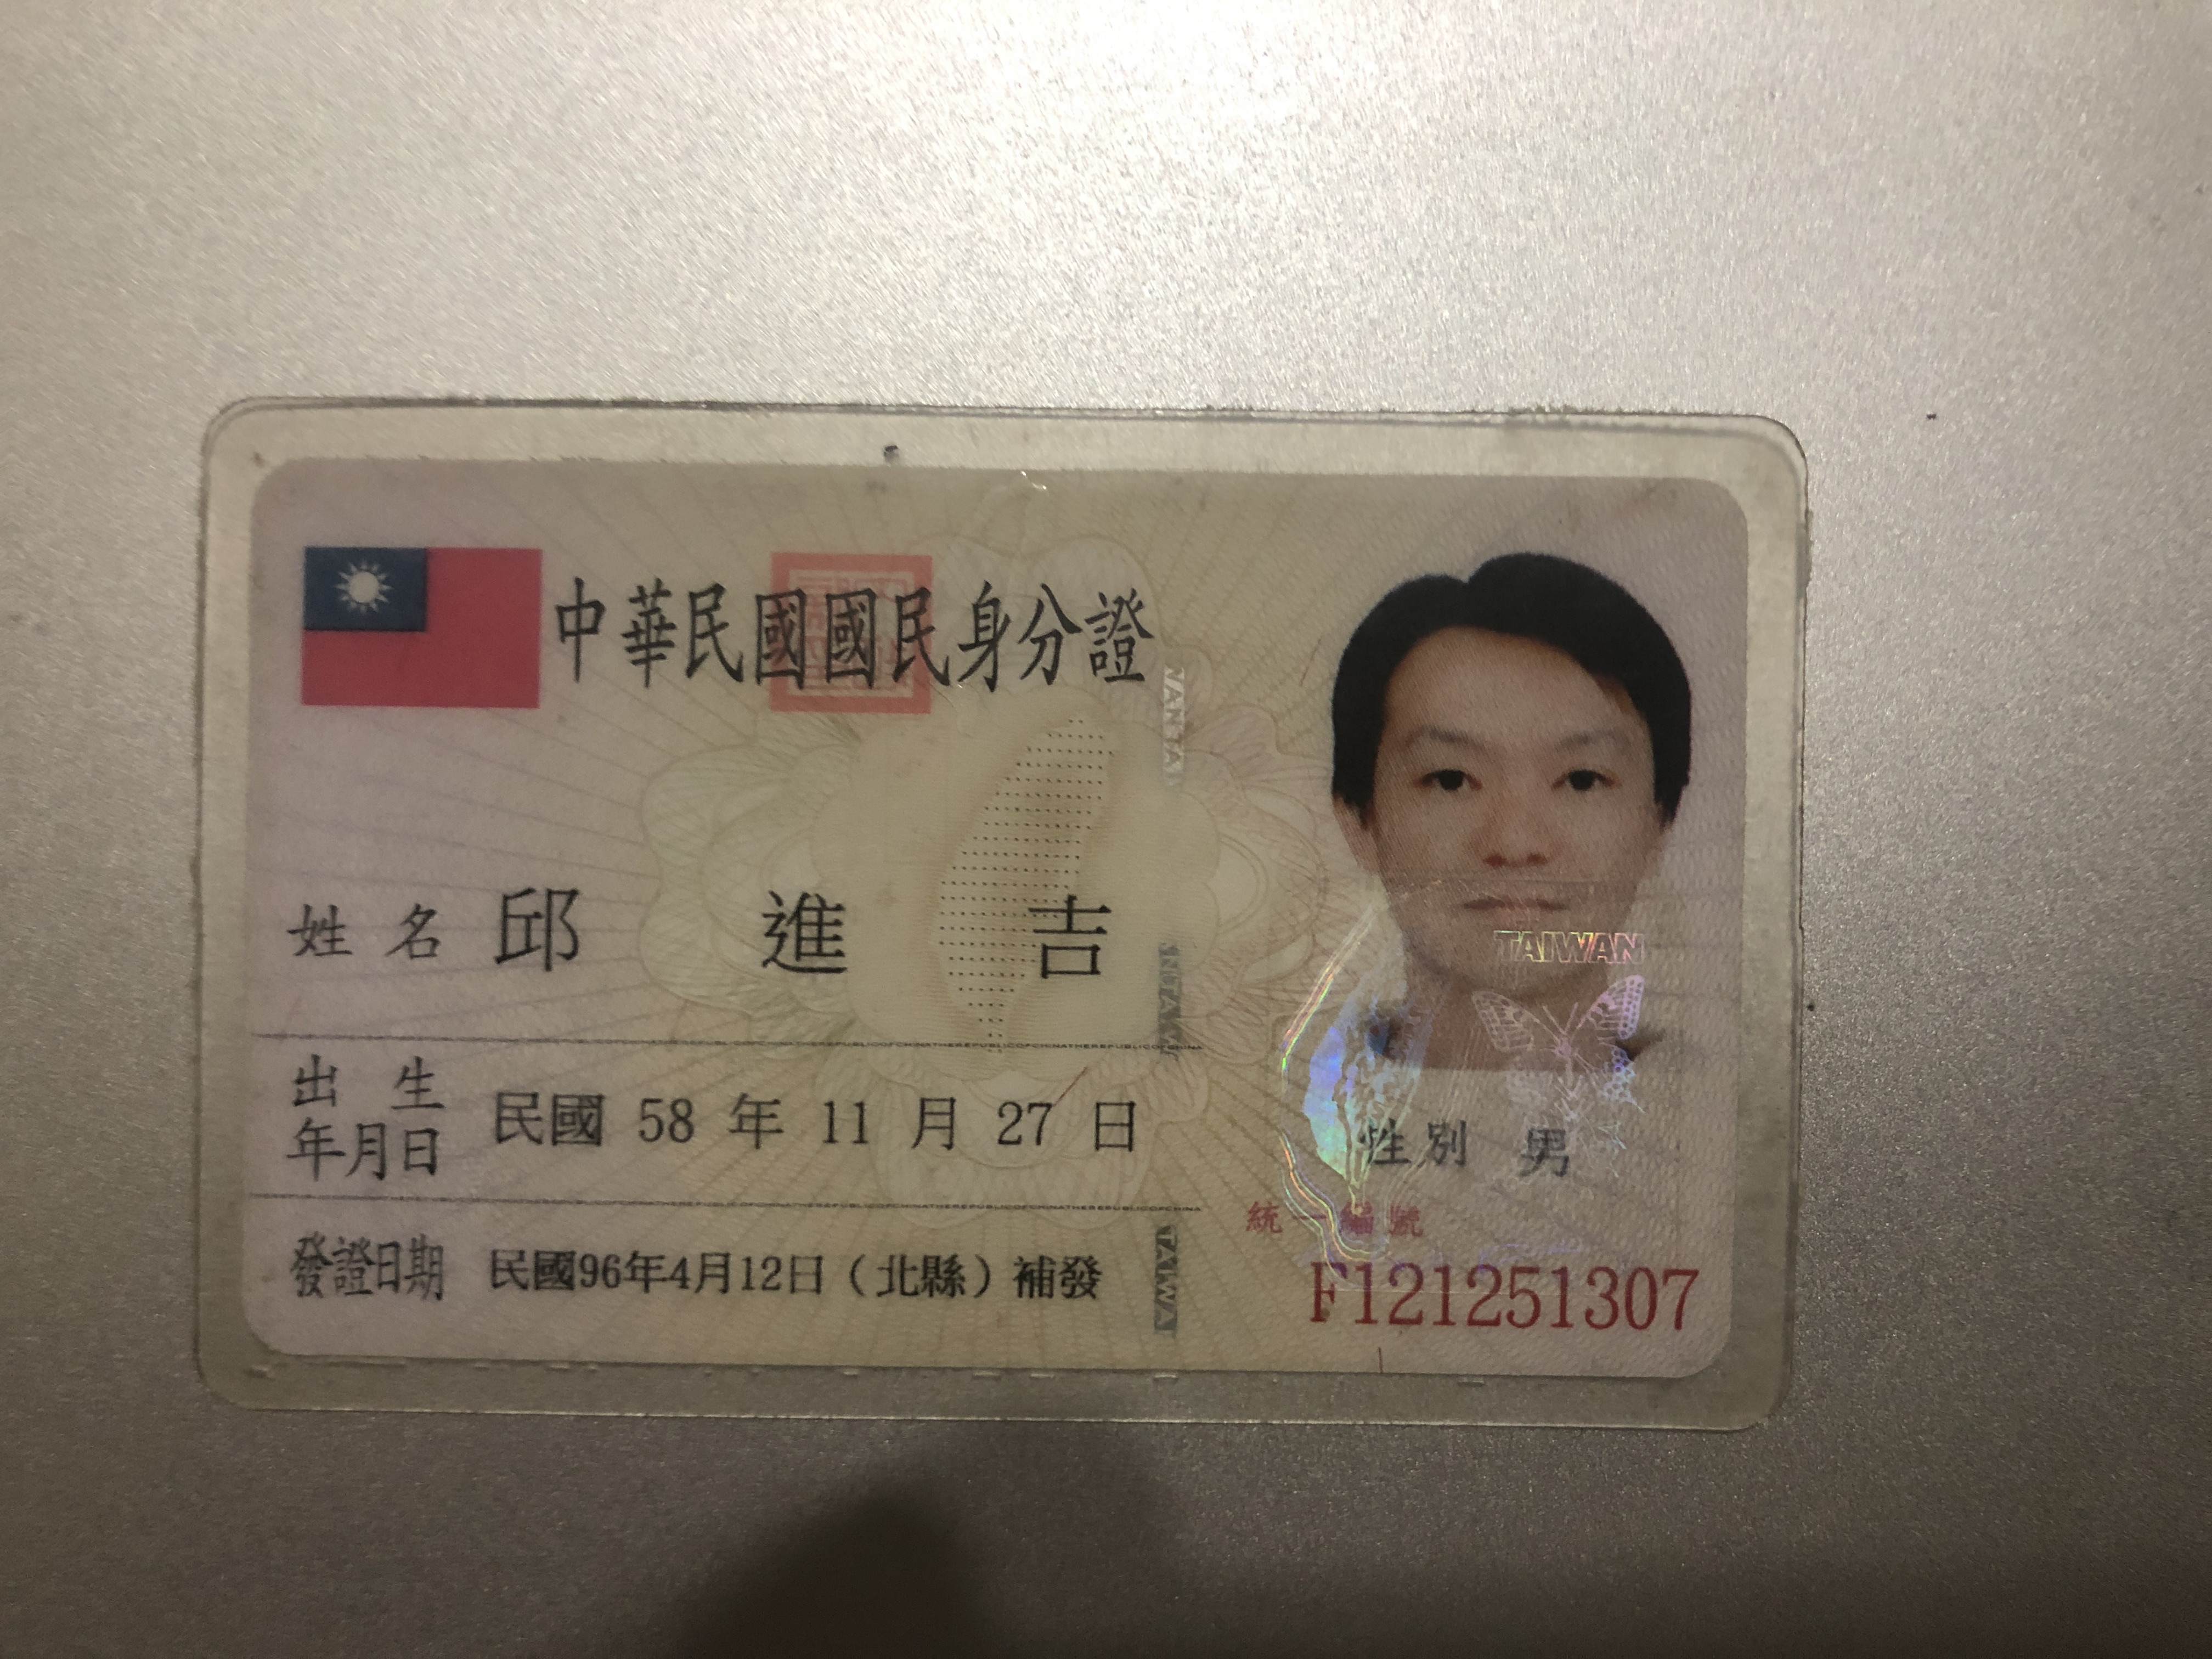 中華民國國民身分證
姓名 邱進吉
出生
年月日 民國 58 年 11 月 27 日
性別 男
發證日期 民國96年4月12日（北縣）補發
統一編號
F121251307
TAIWAN